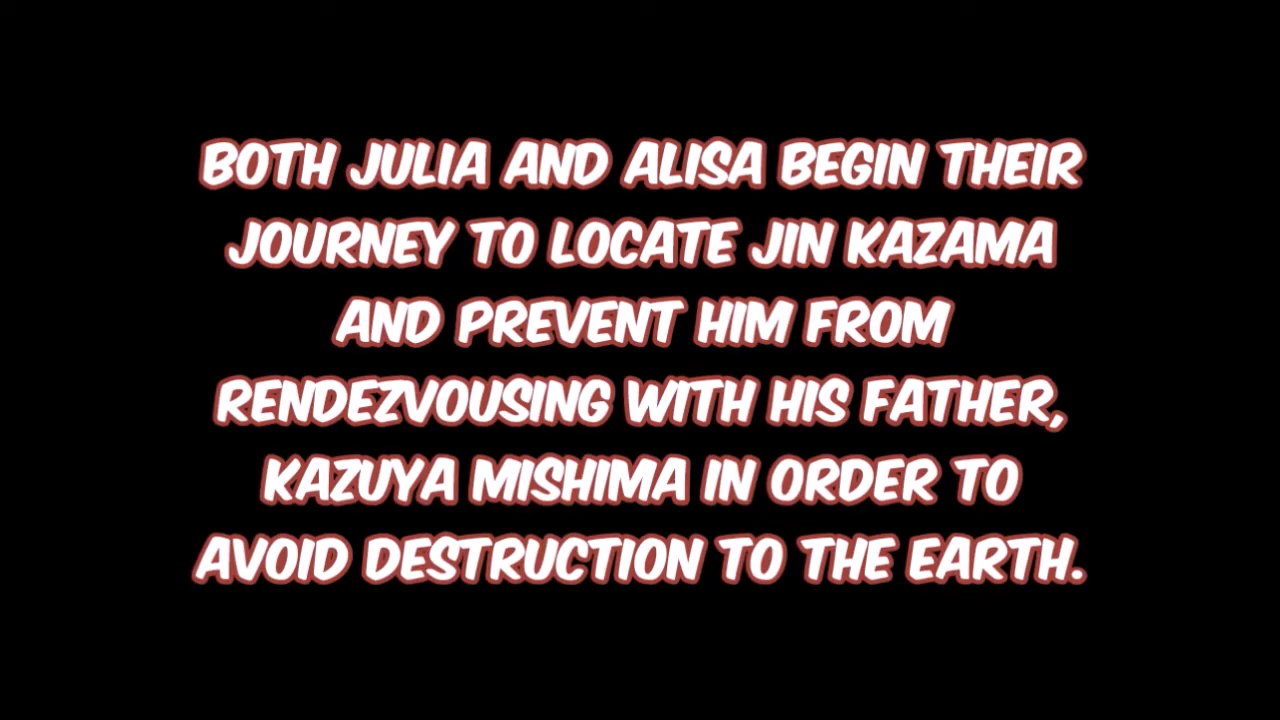 BOTH JULIA AND ALISA BEGIN THEIR
JOURNEY TO LOCATE JIN KAZAMA
AND PREVENT HIM FROM
RENDEZVOUSING WITH HIS FATHER,
KAZUYA MISHIMA IN ORDER TO
AVOID DESTRUCTION TO THE EARTH.